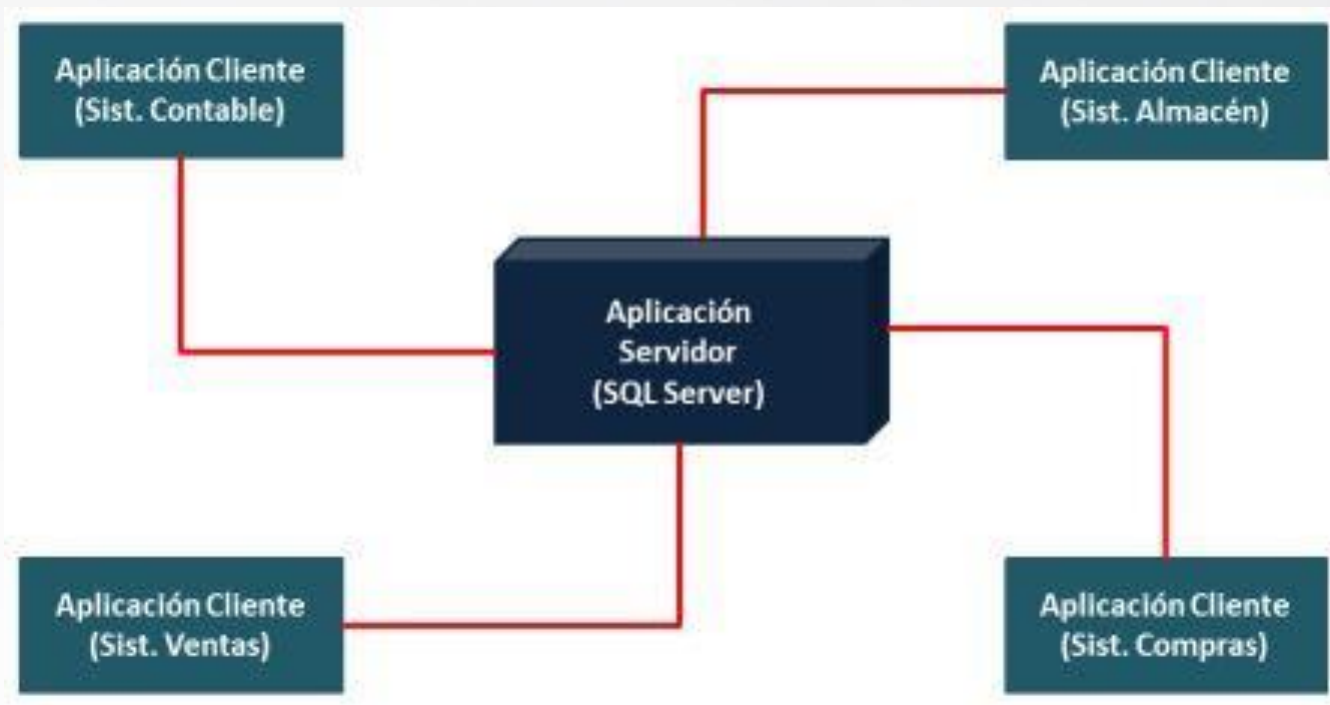 Aplicación Cliente
(Sist. Contable)
Aplicación Cliente
(Sist. Almacén)
Aplicación
Servidor
(SQL Server)
Aplicación Cliente
(Sist. Ventas)
Aplicación Cliente
(Sist. Compras)